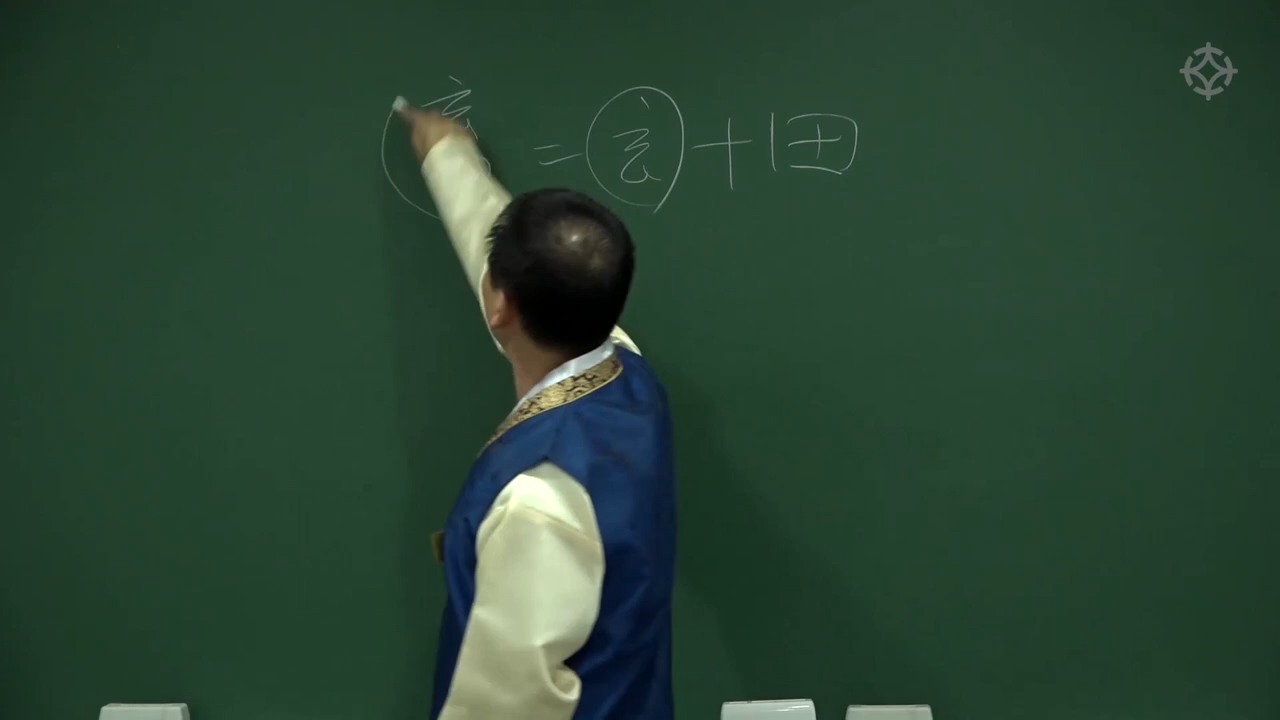 = 玄 + 田